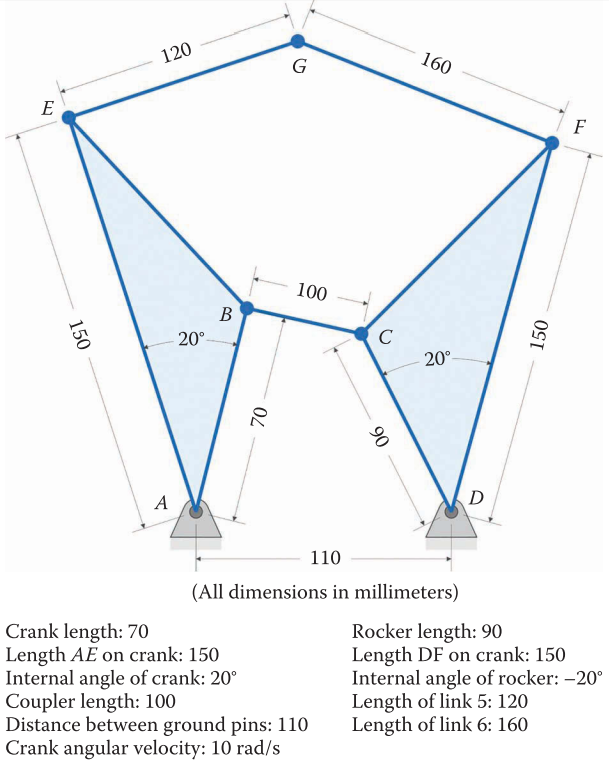 120
G
160
E
F
150
B
100
C
20°
20°
150
70
90
A
D
110
(All dimensions in millimeters)
Crank length: 70
Length AE on crank: 150
Internal angle of crank: 20°
Coupler length: 100
Distance between ground pins: 110
Crank angular velocity: 10 rad/s
Rocker length: 90
Length DF on crank: 150
Internal angle of rocker: −20°
Length of link 5: 120
Length of link 6: 160